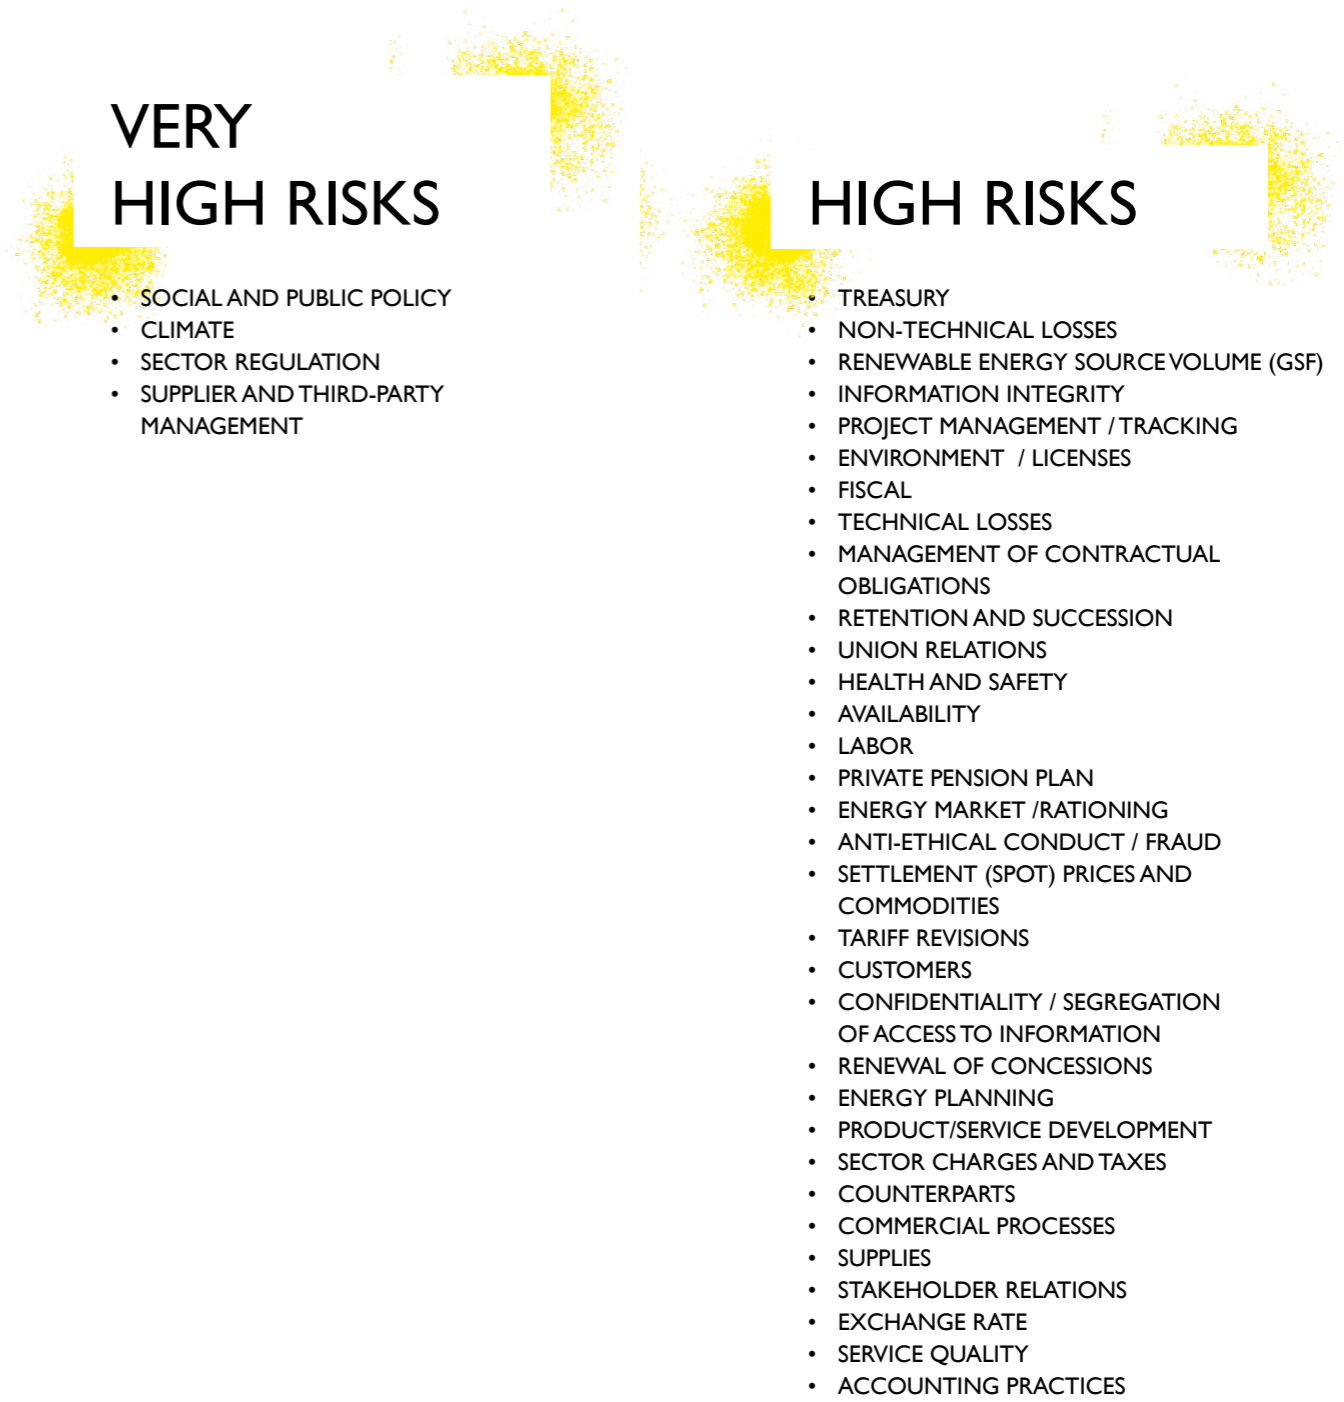 VERY
HIGH RISKS
• SOCIAL AND PUBLIC POLICY
• CLIMATE
• SECTOR REGULATION
• SUPPLIER AND THIRD-PARTY
MANAGEMENT
HIGH RISKS
• TREASURY
• NON-TECHNICAL LOSSES
• RENEWABLE ENERGY SOURCE VOLUME (GSF)
• INFORMATION INTEGRITY
• PROJECT MANAGEMENT / TRACKING
• ENVIRONMENT / LICENSES
• FISCAL
• TECHNICAL LOSSES
• MANAGEMENT OF CONTRACTUAL
OBLIGATIONS
• RETENTION AND SUCCESSION
• UNION RELATIONS
• HEALTH AND SAFETY
• AVAILABILITY
• LABOR
• PRIVATE PENSION PLAN
• ENERGY MARKET /RATIONING
• ANTI-ETHICAL CONDUCT / FRAUD
• SETTLEMENT (SPOT) PRICES AND
COMMODITIES
• TARIFF REVISIONS
• CUSTOMERS
• CONFIDENTIALITY / SEGREGATION
OF ACCESS TO INFORMATION
• RENEWAL OF CONCESSIONS
• ENERGY PLANNING
• PRODUCT/SERVICE DEVELOPMENT
• SECTOR CHARGES AND TAXES
• COUNTERPARTS
• COMMERCIAL PROCESSES
• SUPPLIES
• STAKEHOLDER RELATIONS
• EXCHANGE RATE
• SERVICE QUALITY
• ACCOUNTING PRACTICES